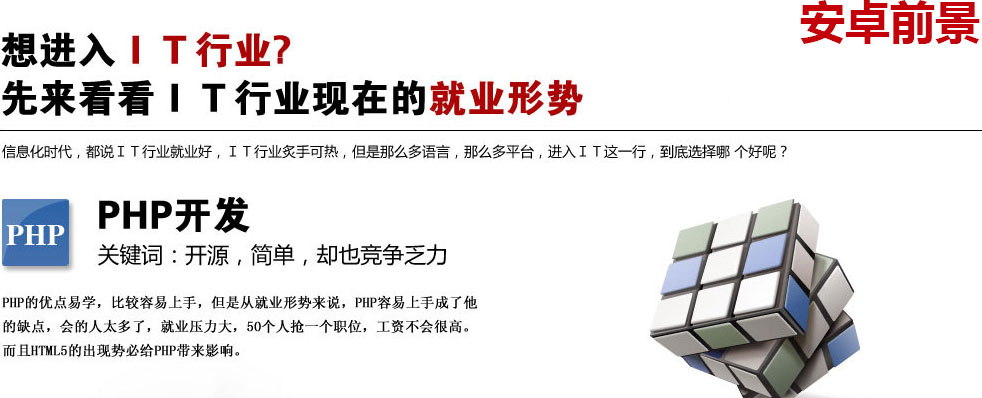 安卓前景
想进入ＩＴ行业?
先来看看ＩＴ行业现在的就业形势
信息化时代，都说ＩＴ行业就业好，ＩＴ行业炙手可热，但是那么多语言，那么多平台，进入ＩＴ这一行，到底选择哪 个好呢？
PHP
PHP开发
关键词：开源，简单，却也竞争乏力
PHP的优点易学，比较容易上手，但是从就业形势来说，PHP容易上手成了他
的缺点，会的人太多了，就业压力大，50个人抢一个职位，工资不会很高。
而且HTML5的出现势必给PHP带来影响。